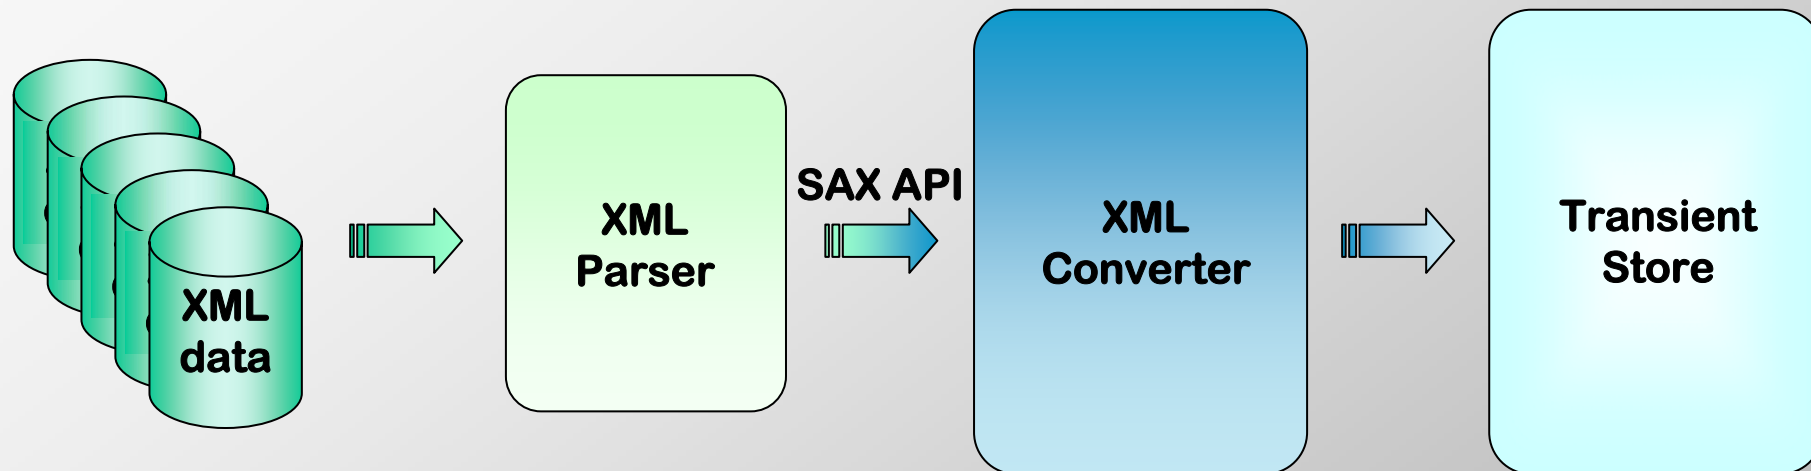 XML
data
XML
Parser
SAX API
XML
Converter
Transient
Store